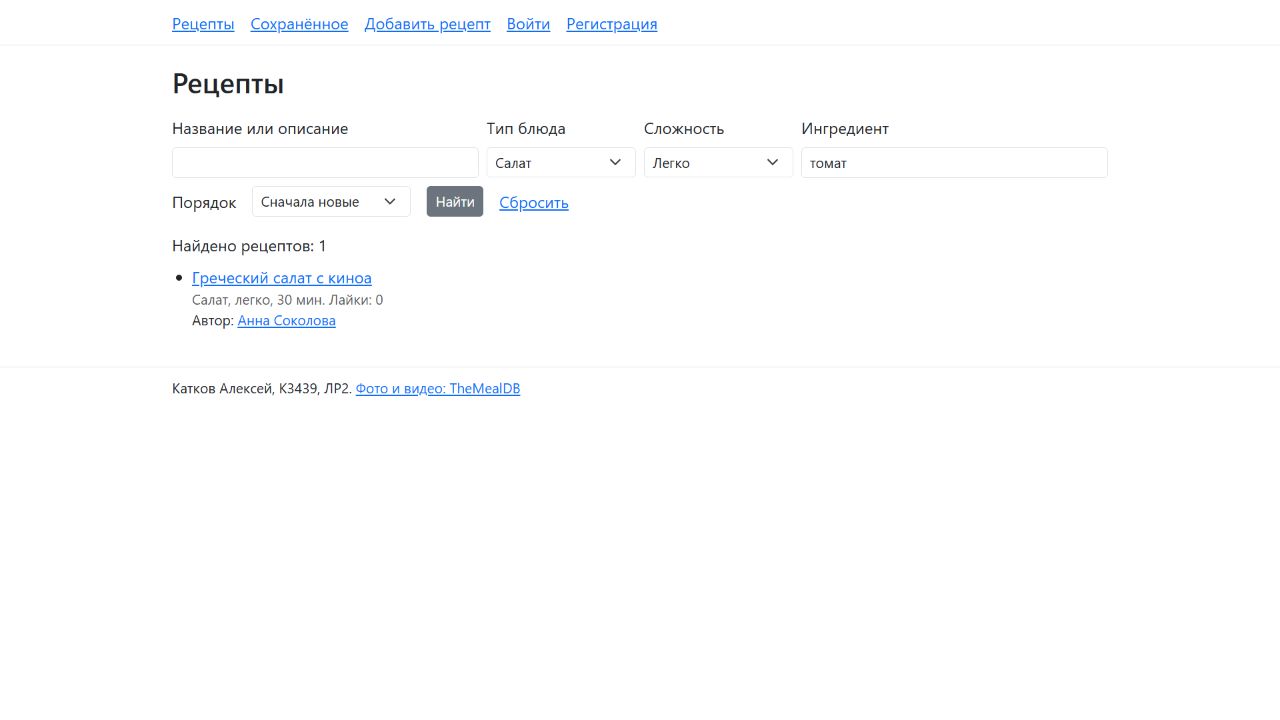 Рецепты Сохранённое Добавить рецепт Войти Регистрация
Рецепты
Название или описание Тип блюда Сложность Ингредиент
Салат Легко томат
Порядок Сначала новые Найти Сбросить
Найдено рецептов: 1
Греческий салат с киноа
Салат, легко, 30 мин. Лайки: 0
Автор: Анна Соколова
Катков Алексей, К3439, ЛР2. Фото и видео: TheMealDB